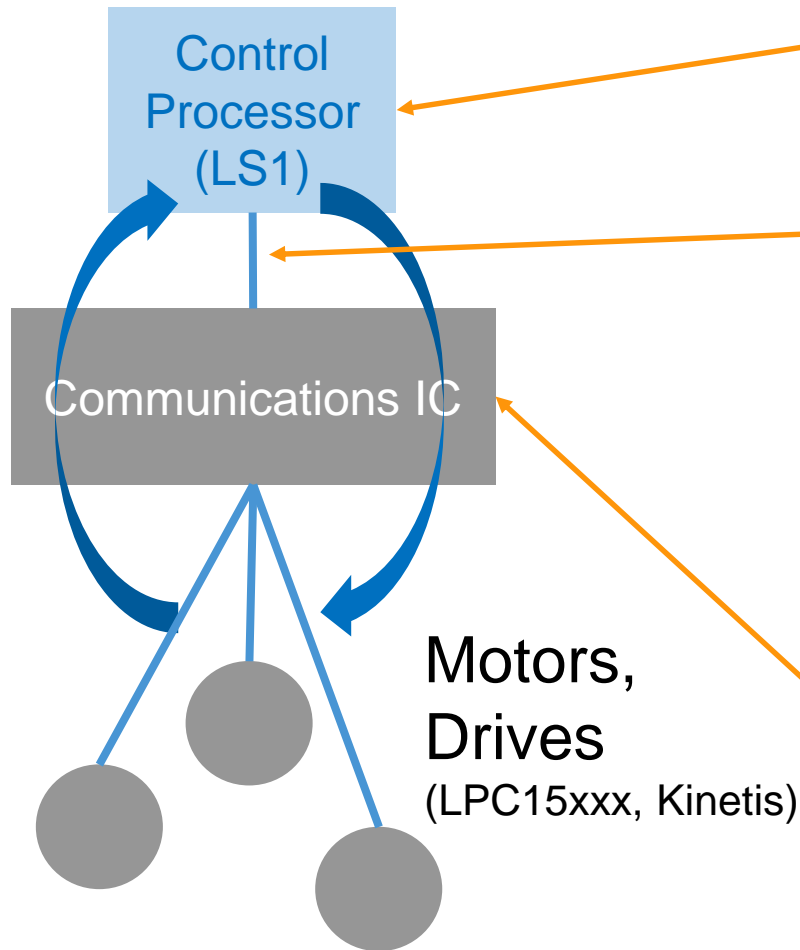 Control
Processor
(LS1)
Communications IC
Motors,
Drives
(LPC15xxx, Kinetis)